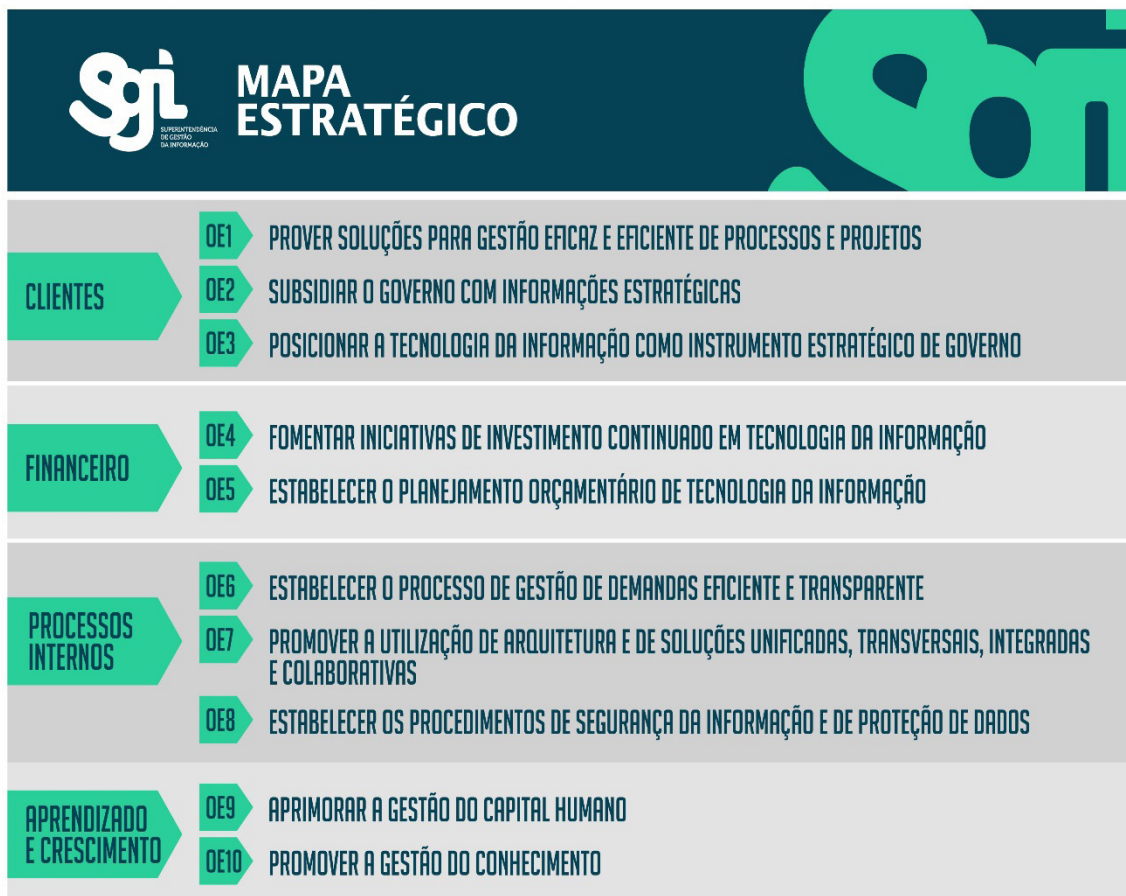 Sgi
SUPERINTENDÊNCIA
DE GESTÃO
DA INFORMAÇÃO
MAPA
ESTRATÉGICO
CLIENTES
OE1 PROVER SOLUÇÕES PARA GESTÃO EFICAZ E EFICIENTE DE PROCESSOS E PROJETOS
OE2 SUBSIDIAR O GOVERNO COM INFORMAÇÕES ESTRATÉGICAS
OE3 POSICIONAR A TECNOLOGIA DA INFORMAÇÃO COMO INSTRUMENTO ESTRATÉGICO DE GOVERNO
FINANCEIRO
OE4 FOMENTAR INICIATIVAS DE INVESTIMENTO CONTINUADO EM TECNOLOGIA DA INFORMAÇÃO
OE5 ESTABELECER O PLANEJAMENTO ORÇAMENTÁRIO DE TECNOLOGIA DA INFORMAÇÃO
PROCESSOS
INTERNOS
OE6 ESTABELECER O PROCESSO DE GESTÃO DE DEMANDAS EFICIENTE E TRANSPARENTE
OE7 PROMOVER A UTILIZAÇÃO DE ARQUITETURA E DE SOLUÇÕES UNIFICADAS, TRANSVERSAIS, INTEGRADAS
E COLABORATIVAS
OE8 ESTABELECER OS PROCEDIMENTOS DE SEGURANÇA DA INFORMAÇÃO E DE PROTEÇÃO DE DADOS
APRENDIZADO
E CRESCIMENTO
OE9 APRIMORAR A GESTÃO DO CAPITAL HUMANO
OE10 PROMOVER A GESTÃO DO CONHECIMENTO